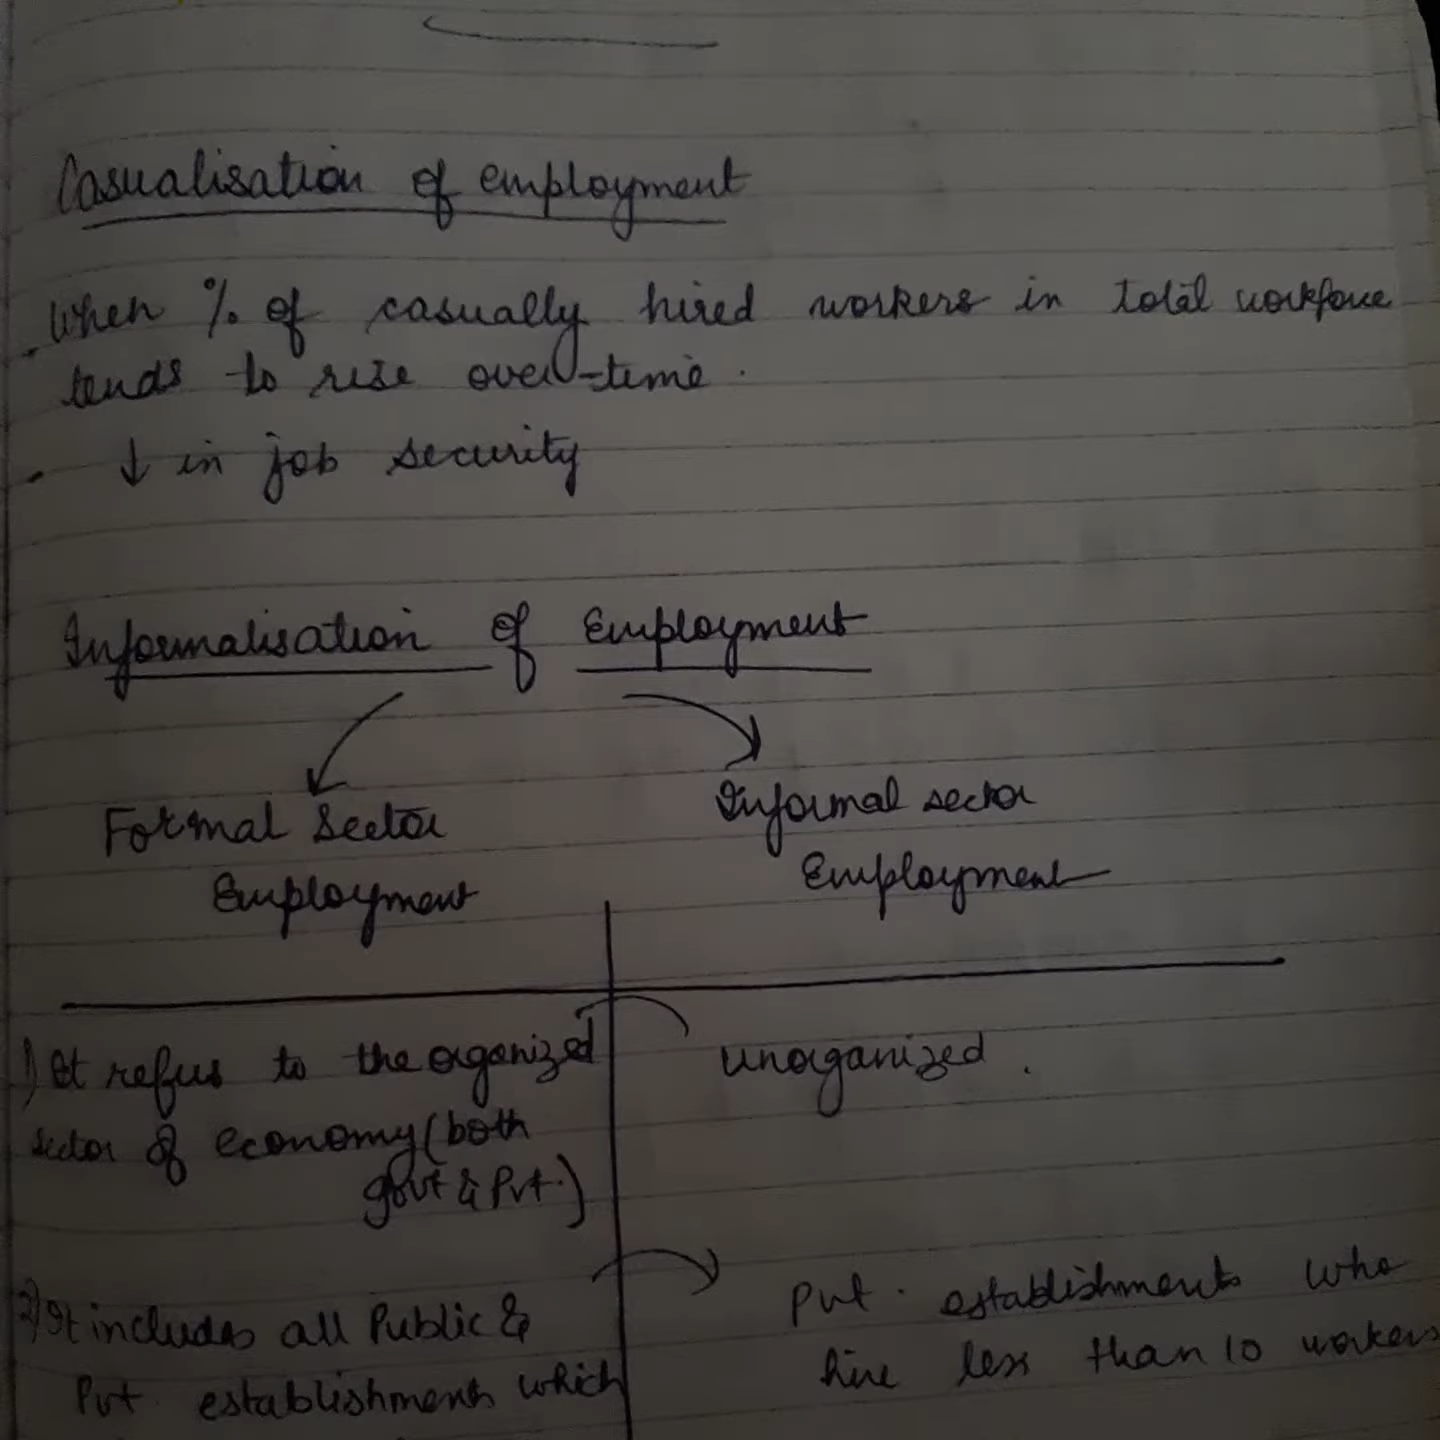 Casualisation of employment
. When % of casually hired workers in total workforce
tends to rise over-time .
. ↓ in job security
Informalisation of Employment
Formal Sector
Employment
Informal sector
Employment
1) It refers to the organized
sector of economy (both
govt & Pvt.)
unorganized .
2) It includes all Public &
Pvt. establishments which
Pvt. establishments who
hire less than 10 workers